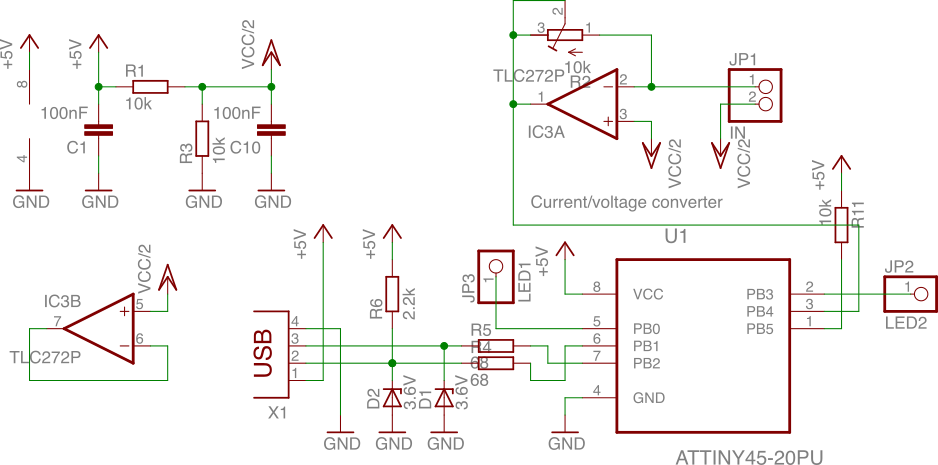 +5V
8
4
GND
+5V
R1
10k
100nF
C1
GND
R3
10k
GND
VCC/2
100nF
C10
GND
2
3
1
10k
R2
TLC272P
1
2
3
IC3A
VCC/2
JP1
1
2
IN
VCC/2
Current/voltage converter
+5V
10k
R11
VCC/2
IC3B
5
7
6
TLC272P
+5V
USB
4
3
2
1
X1
GND
+5V
R6
2.2k
D2
3.6V
GND
D1
3.6V
GND
JP3
1
LED1
R5
R4
68
68
+5V
U1
8
VCC
5
PB0
6
PB1
7
PB2
4
GND
PB3
2
PB4
3
PB5
1
GND
ATTINY45-20PU
JP2
1
LED2